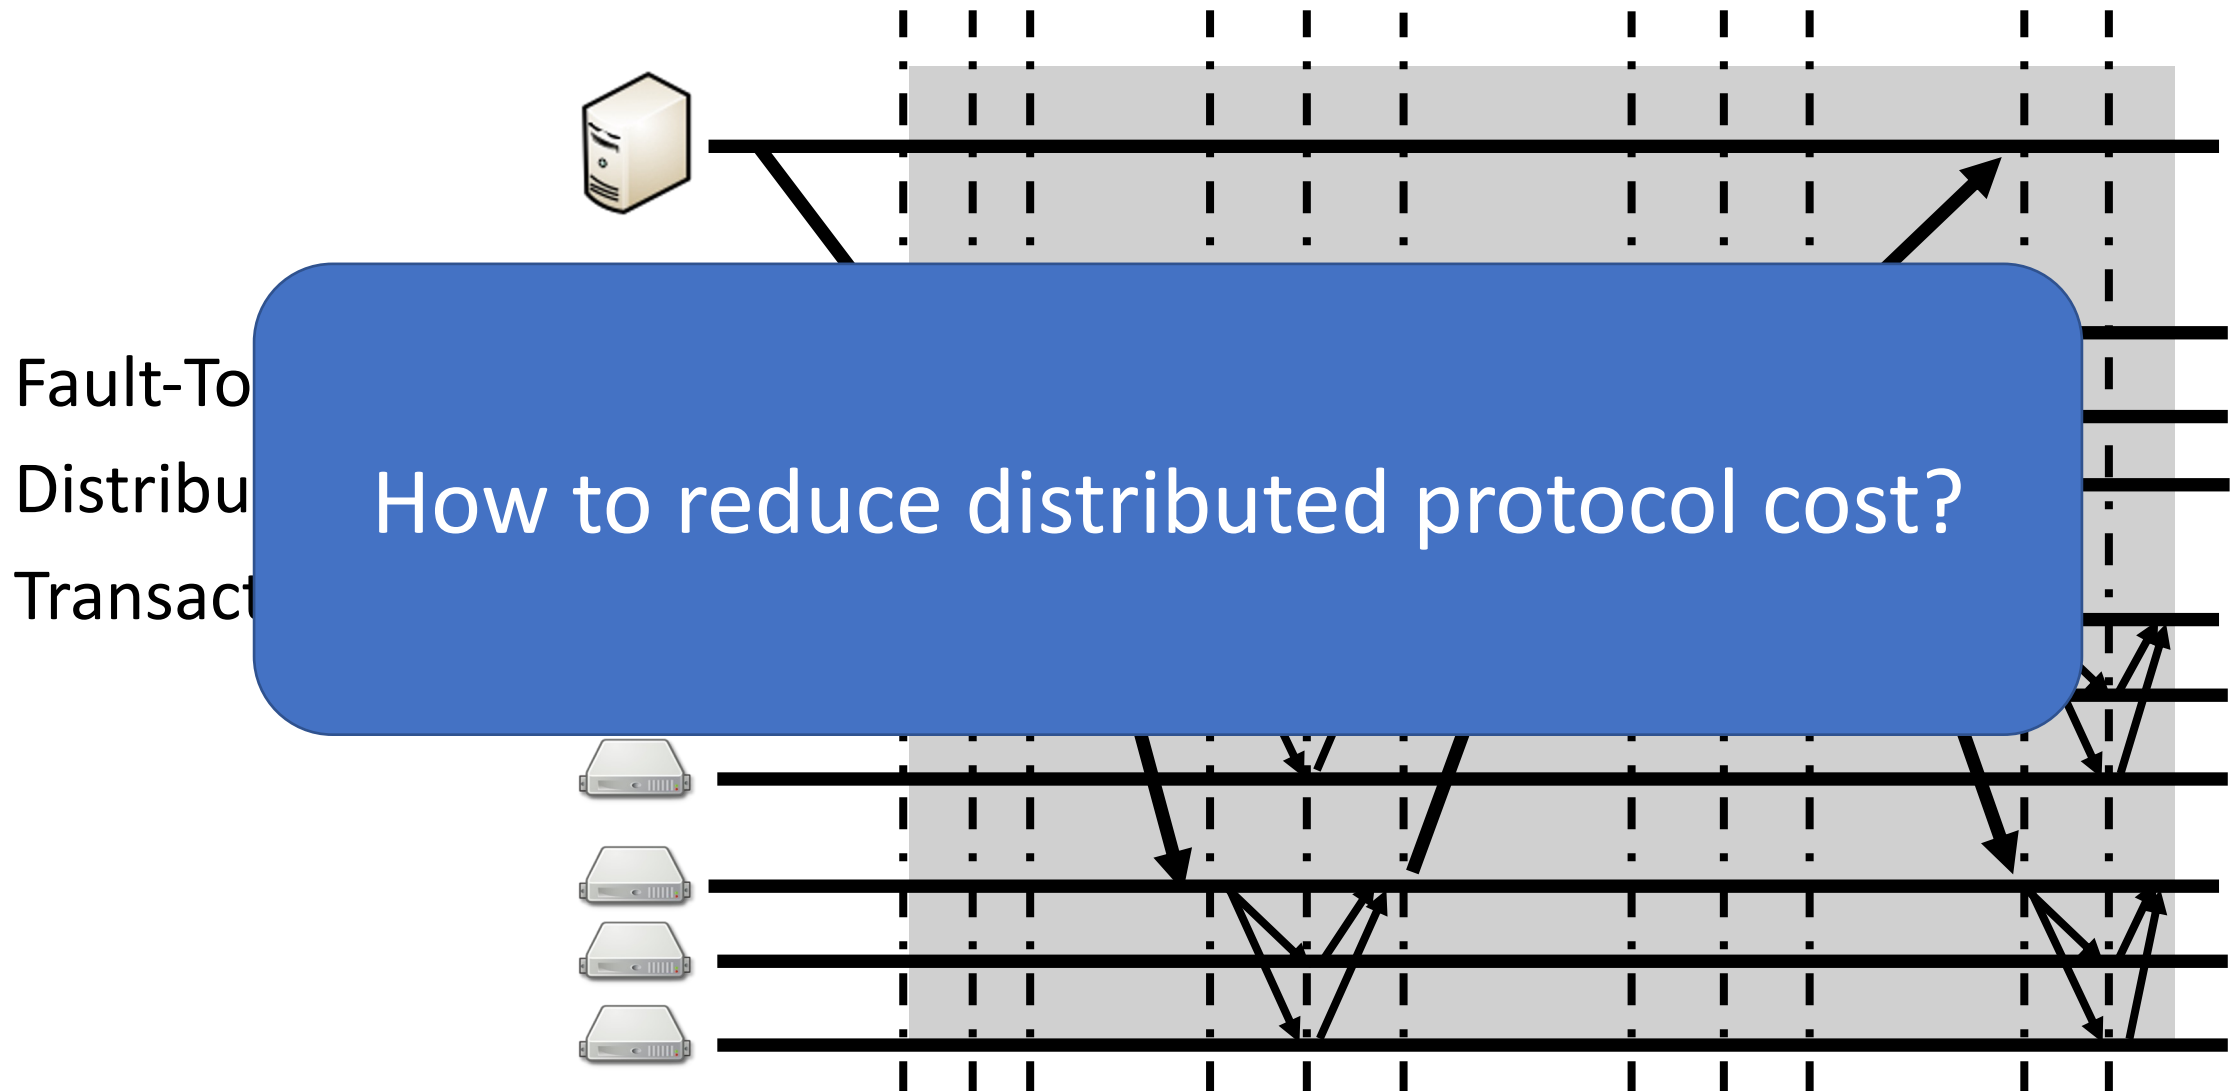 Fault-To
Distribu
Transact
How to reduce distributed protocol cost?